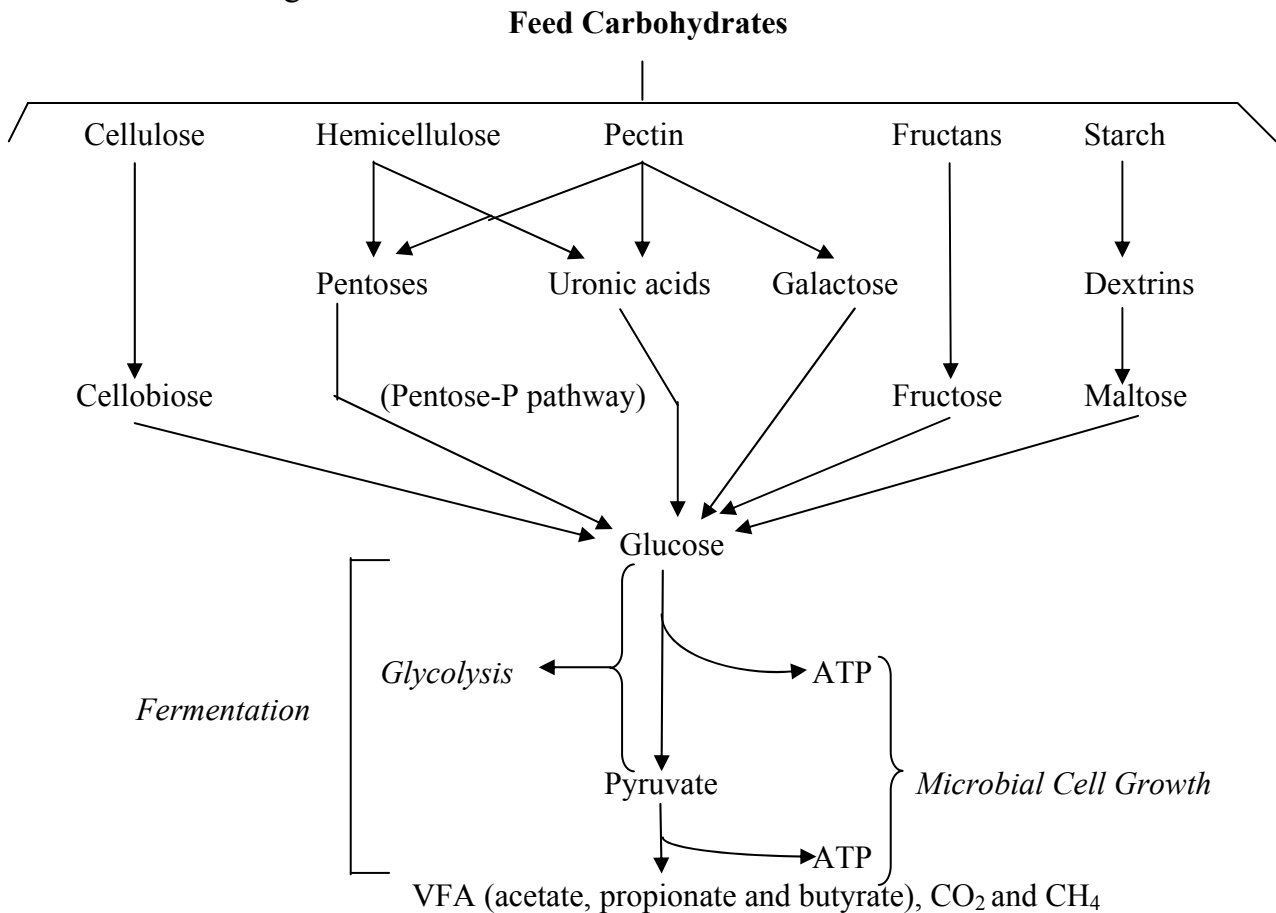 Feed Carbohydrates
Cellulose Hemicellulose Pectin Fructans Starch
Pentoses Uronic acids Galactose Dextrins
Cellobiose (Pentose-P pathway) Fructose Maltose
Glucose
Glycolysis ATP
Fermentation
Pyruvate Microbial Cell Growth
ATP
VFA (acetate, propionate and butyrate), CO₂ and CH₄